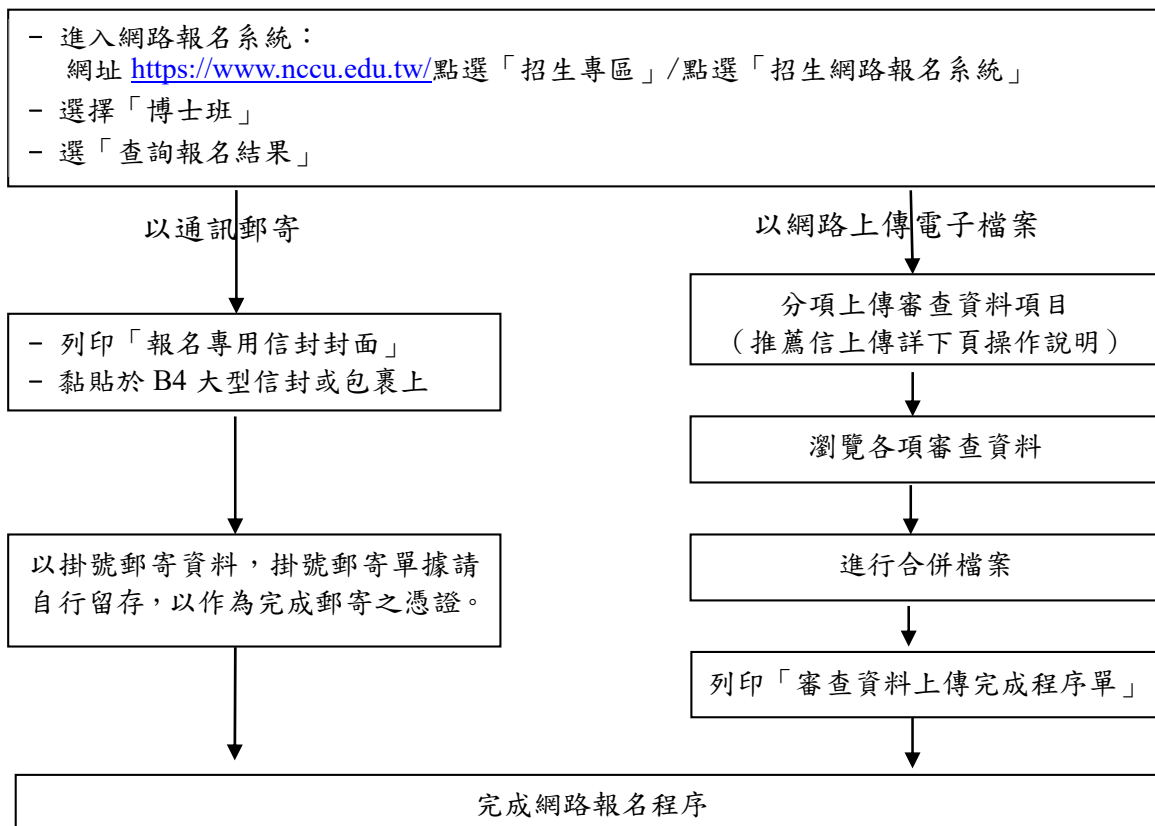 – 進入網路報名系統：
網址 https://www.nccu.edu.tw/點選「招生專區」/點選「招生網路報名系統」
– 選擇「博士班」
– 選「查詢報名結果」
以通訊郵寄
– 列印「報名專用信封封面」
– 黏貼於 B4 大型信封或包裹上
以掛號郵寄資料，掛號郵寄單據請
自行留存，以作為完成郵寄之憑證。
以網路上傳電子檔案
分項上傳審查資料項目
（推薦信上傳詳下頁操作說明）
瀏覽各項審查資料
進行合併檔案
列印「審查資料上傳完成程序單」
完成網路報名程序